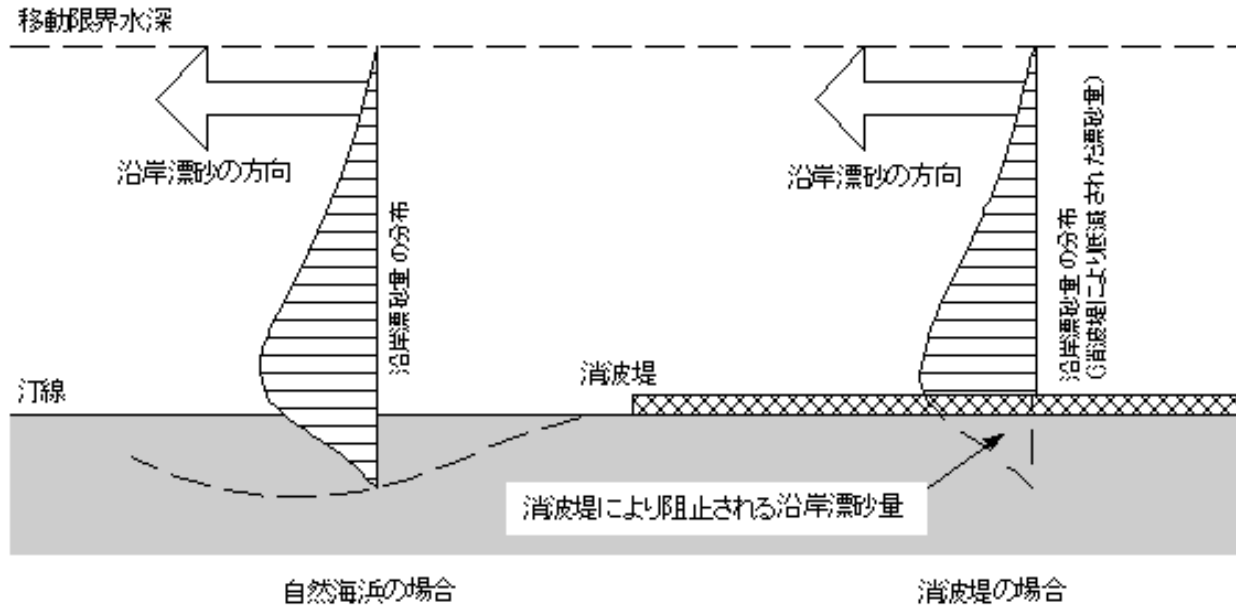 移動限界水深
沿岸漂砂の方向
沿岸漂砂量の分布
沿岸漂砂の方向
沿岸漂砂量の分布
(消波堤により低減された漂砂量)
汀線
消波堤
消波堤により阻止される沿岸漂砂量
自然海浜の場合
消波堤の場合